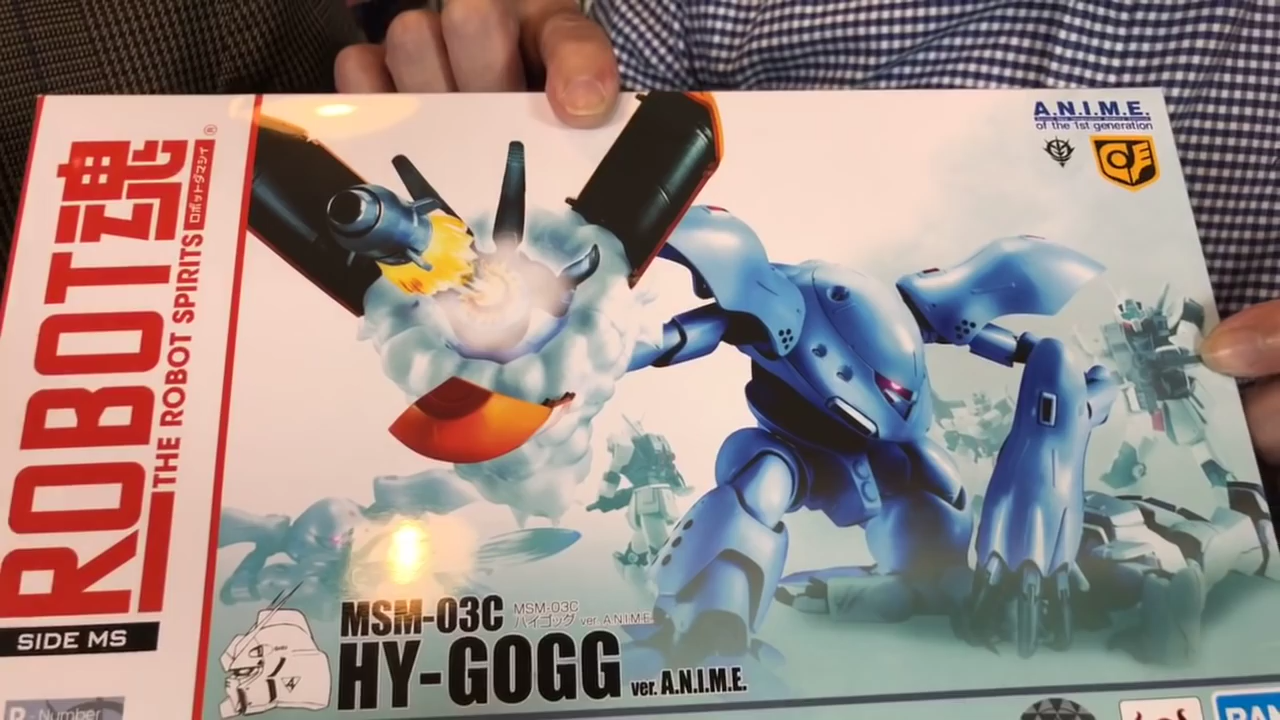 ROBOT魂
THE ROBOT SPIRITS
ロボットダマシイ
®
SIDE MS
R-Number
A.N.I.M.E.
of the 1st generation
MSM-03C
MSM-03C
ハイゴッグ ver. A.N.I.M.E.
HY-GOGG ver. A.N.I.M.E.